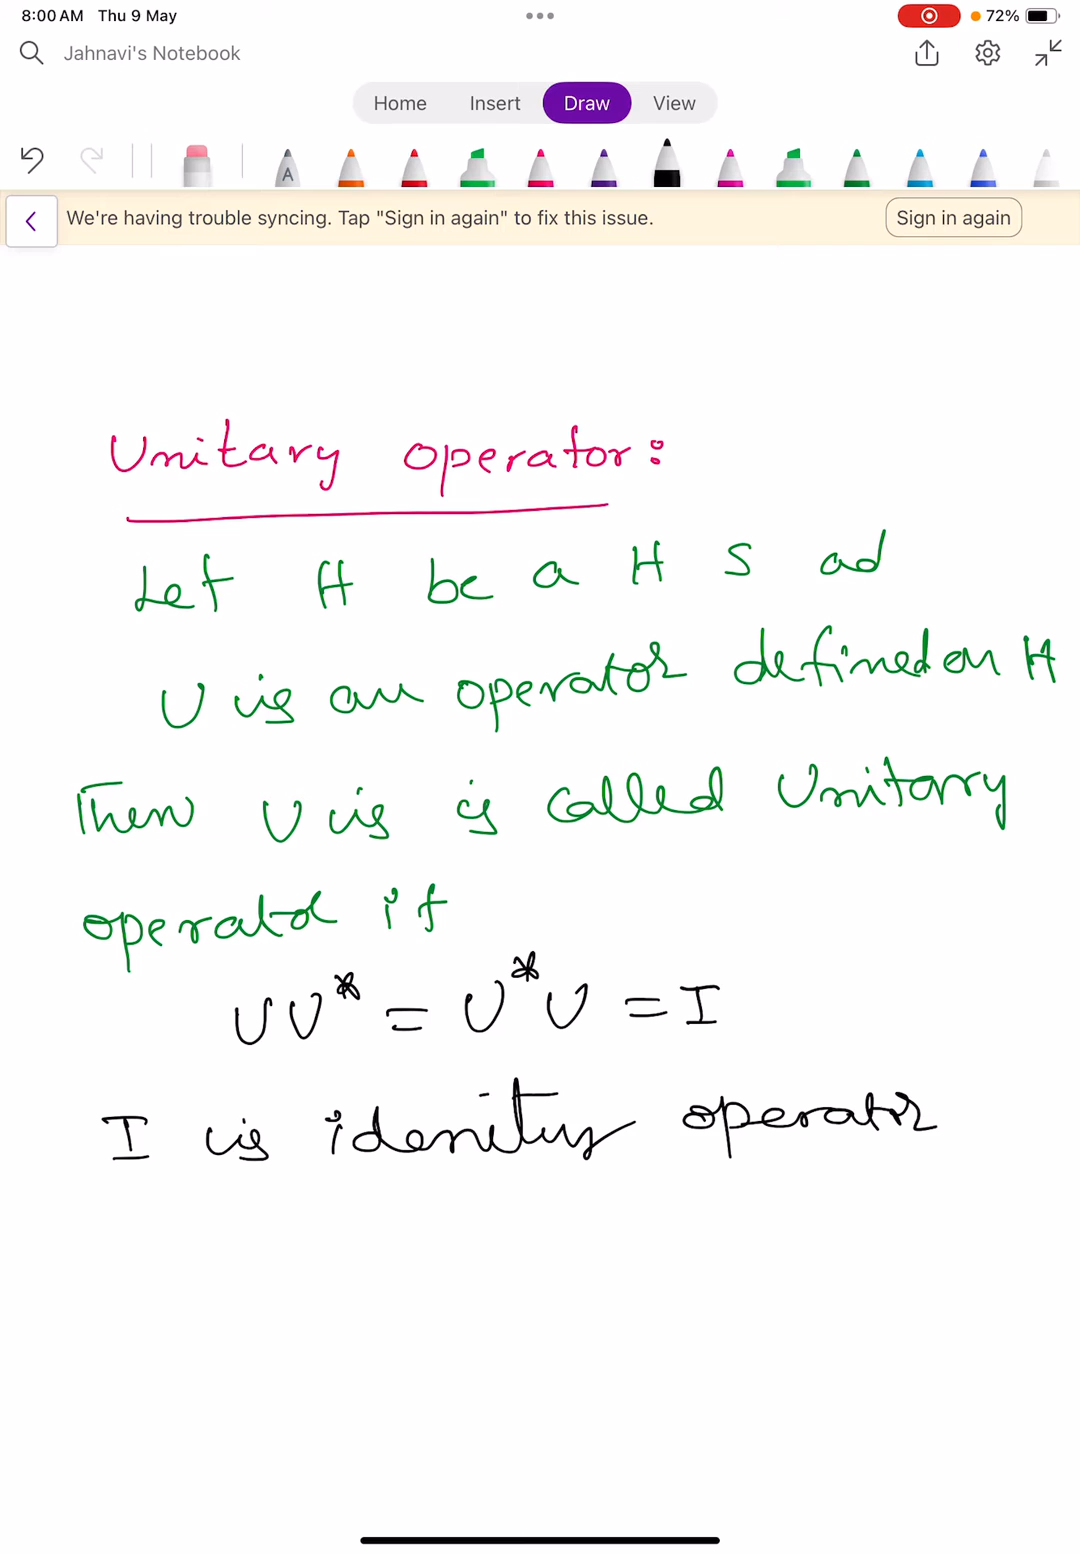 8:00 AM Thu 9 May 72%
Jahnavi's Notebook
Home Insert Draw View
A
We're having trouble syncing. Tap "Sign in again" to fix this issue. Sign in again
Unitary operator:
Let H be a H S ad
U is an operator defined on H
Then U is is called Unitary
operator if
UU* = U*U = I
I is idenitity operator